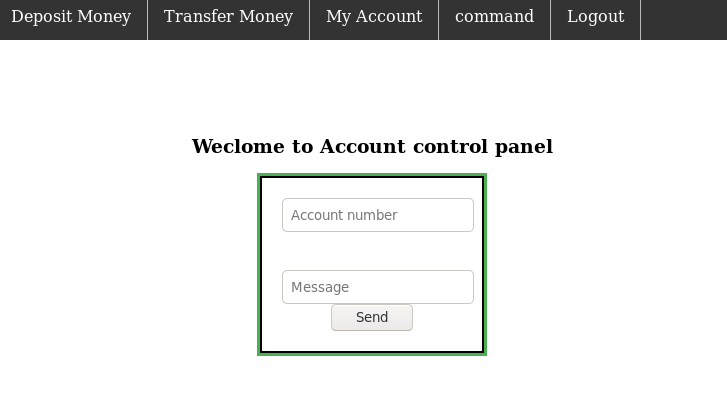 Deposit Money Transfer Money My Account command Logout
Weclome to Account control panel
Account number
Message
Send